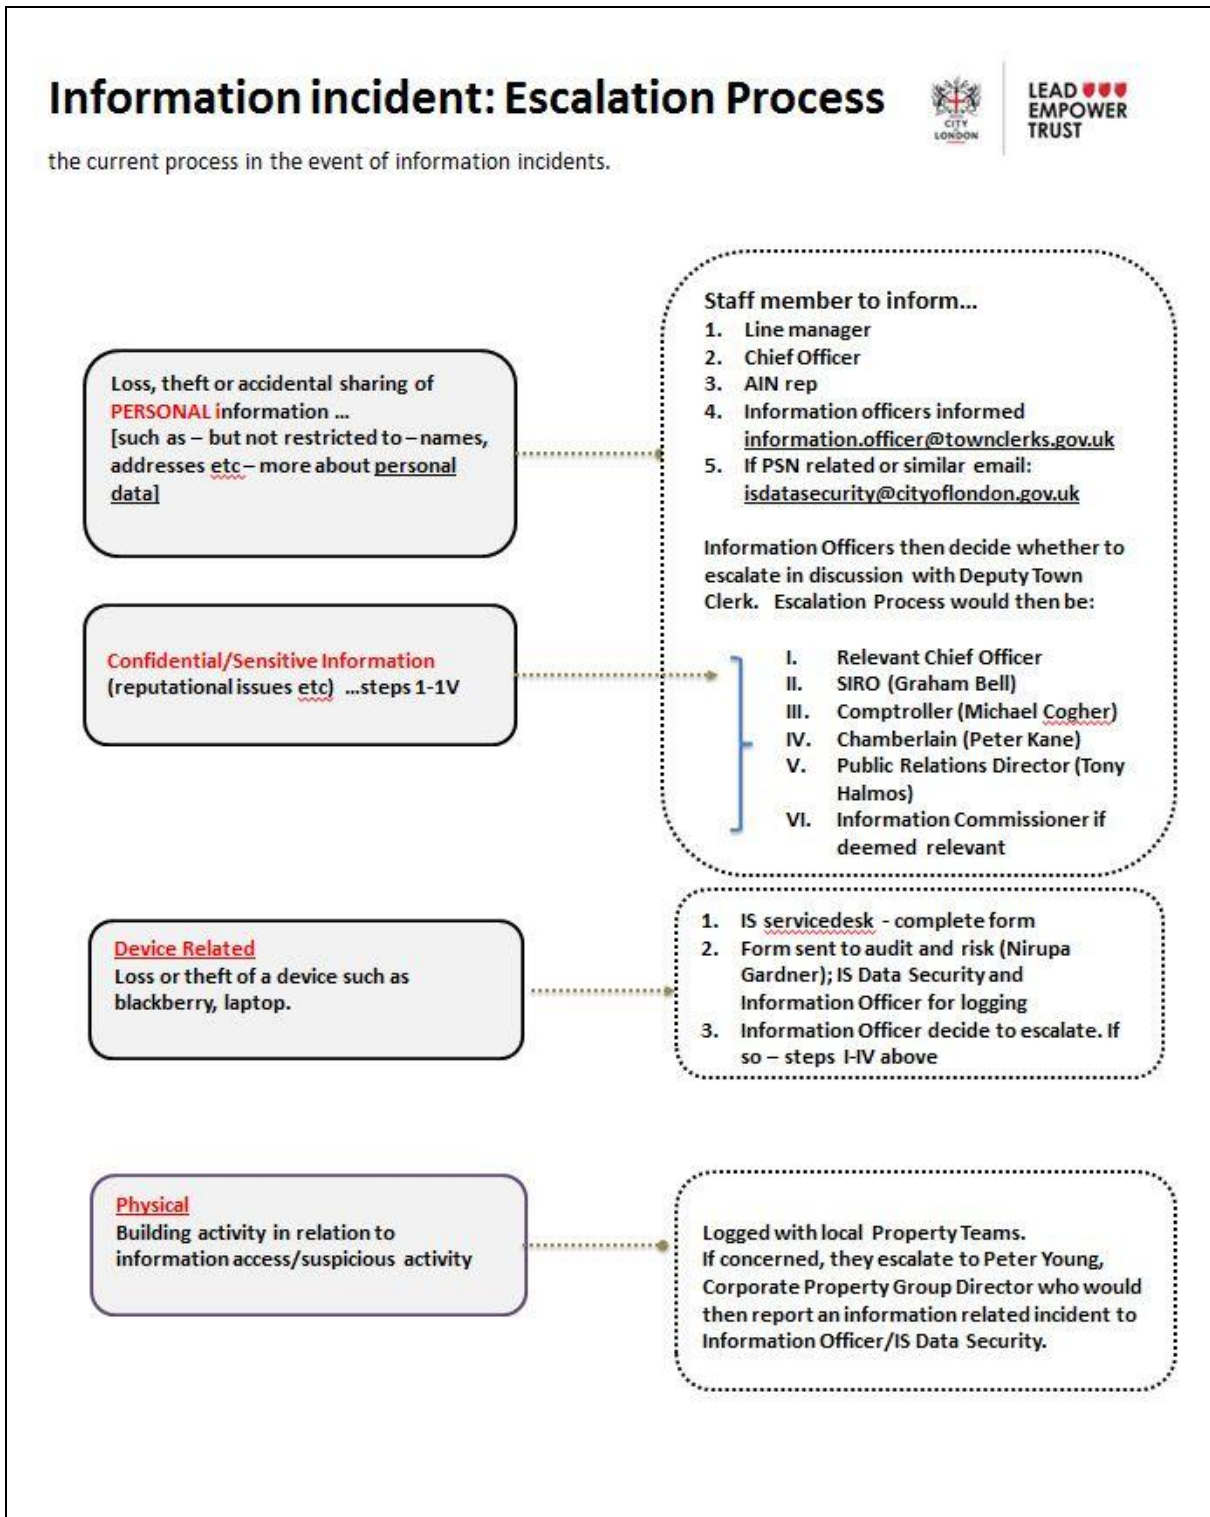 Information incident: Escalation Process
CITY
LONDON
LEAD
EMPOWER
TRUST
the current process in the event of information incidents.
Loss, theft or accidental sharing of
PERSONAL information ...
[such as – but not restricted to – names,
addresses etc – more about personal
data]
Staff member to inform...
1. Line manager
2. Chief Officer
3. AIN rep
4. Information officers informed
information.officer@townclerks.gov.uk
5. If PSN related or similar email:
isdatasecurity@cityoflondon.gov.uk
Information Officers then decide whether to
escalate in discussion with Deputy Town
Clerk. Escalation Process would then be:
Confidential/Sensitive Information
(reputational issues etc) ...steps 1-1V
I. Relevant Chief Officer
II. SIRO (Graham Bell)
III. Comptroller (Michael Cogher)
IV. Chamberlain (Peter Kane)
V. Public Relations Director (Tony
Halmos)
VI. Information Commissioner if
deemed relevant
Device Related
Loss or theft of a device such as
blackberry, laptop.
1. IS servicedesk - complete form
2. Form sent to audit and risk (Nirupa
Gardner); IS Data Security and
Information Officer for logging
3. Information Officer decide to escalate. If
so – steps I-IV above
Physical
Building activity in relation to
information access/suspicious activity
Logged with local Property Teams.
If concerned, they escalate to Peter Young,
Corporate Property Group Director who would
then report an information related incident to
Information Officer/IS Data Security.